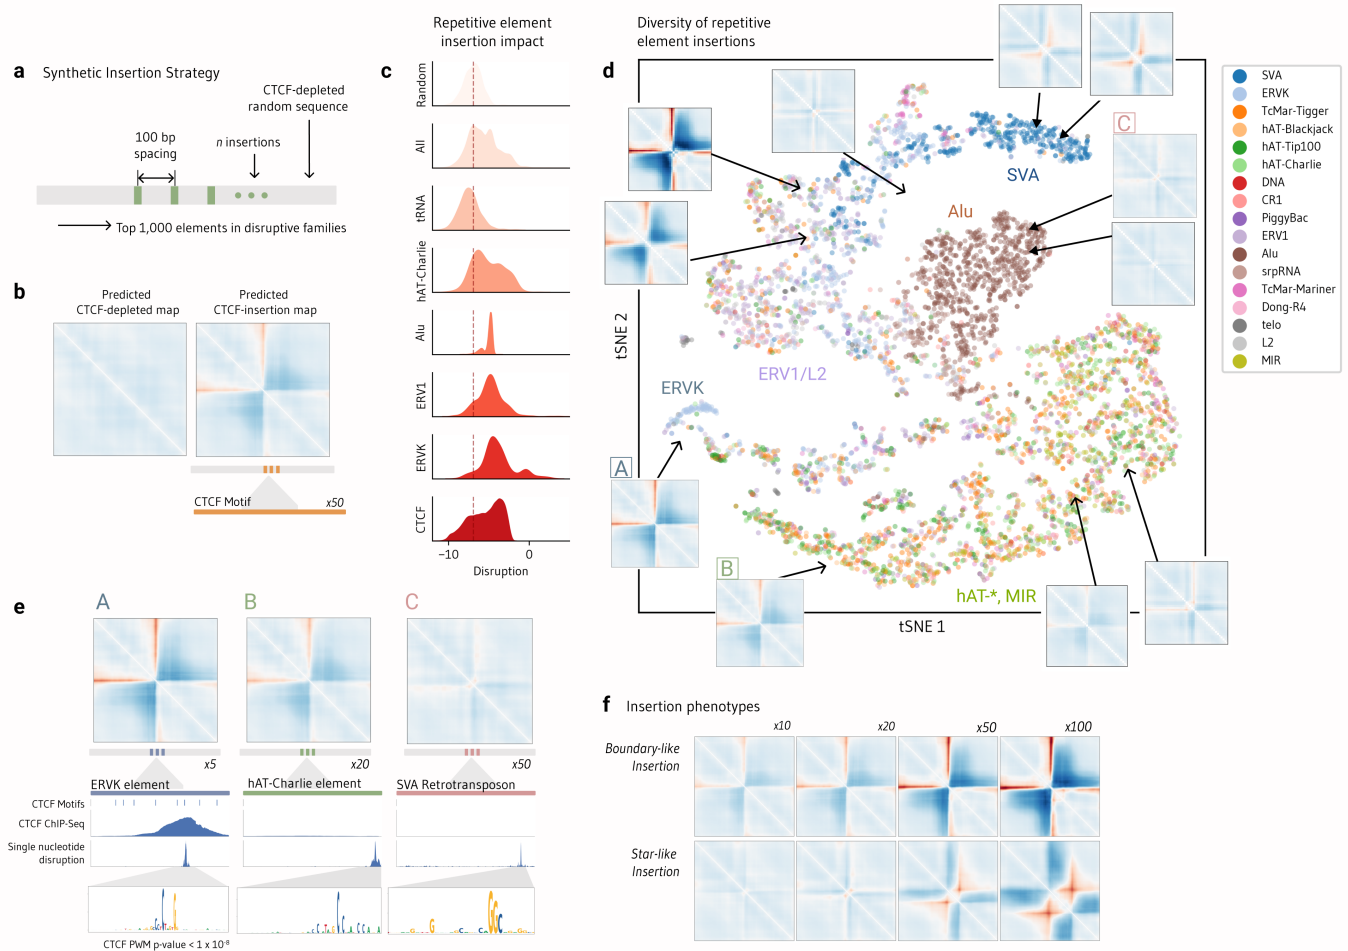 a Synthetic Insertion Strategy
CTCF-depleted
random sequence
100 bp
spacing
n insertions
Top 1,000 elements in disruptive families
b
Predicted
CTCF-depleted map
Predicted
CTCF-insertion map
CTCF Motif x50
c
Repetitive element
insertion impact
Random
All
tRNA
hAT-Charlie
Alu
ERV1
ERVK
CTCF
−10 0
Disruption
d
Diversity of repetitive
element insertions
SVA
Alu
ERV1/L2
ERVK
hAT-*, MIR
A
B
C
tSNE 2
tSNE 1
SVA
ERVK
TcMar-Tigger
hAT-Blackjack
hAT-Tip100
hAT-Charlie
DNA
CR1
PiggyBac
ERV1
Alu
srpRNA
TcMar-Mariner
Dong-R4
telo
L2
MIR
e
A B C
x5 x20 x50
ERVK element hAT-Charlie element SVA Retrotransposon
CTCF Motifs
CTCF ChIP-Seq
Single nucleotide
disruption
CTCF PWM p-value < 1 x 10-8
f Insertion phenotypes
x10 x20 x50 x100
Boundary-like
Insertion
Star-like
Insertion